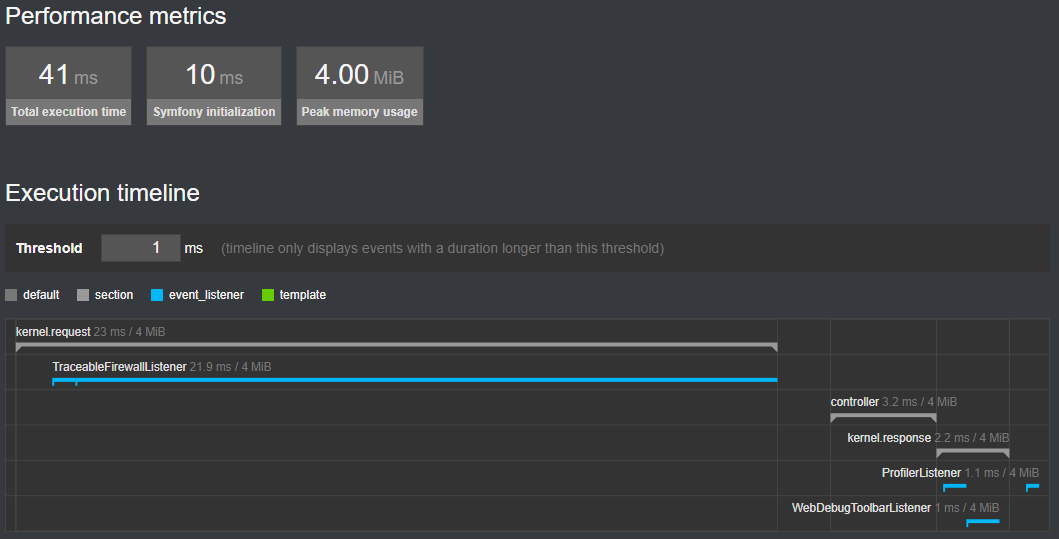 Performance metrics
41 ms
Total execution time
10 ms
Symfony initialization
4.00 MiB
Peak memory usage
Execution timeline
Threshold 1 ms (timeline only displays events with a duration longer than this threshold)
default section event_listener template
kernel.request 23 ms / 4 MiB
TraceableFirewallListener 21.9 ms / 4 MiB
controller 3.2 ms / 4 MiB
kernel.response 2.2 ms / 4 MiB
ProfilerListener 1.1 ms / 4 MiB
WebDebugToolbarListener 1 ms / 4 MiB